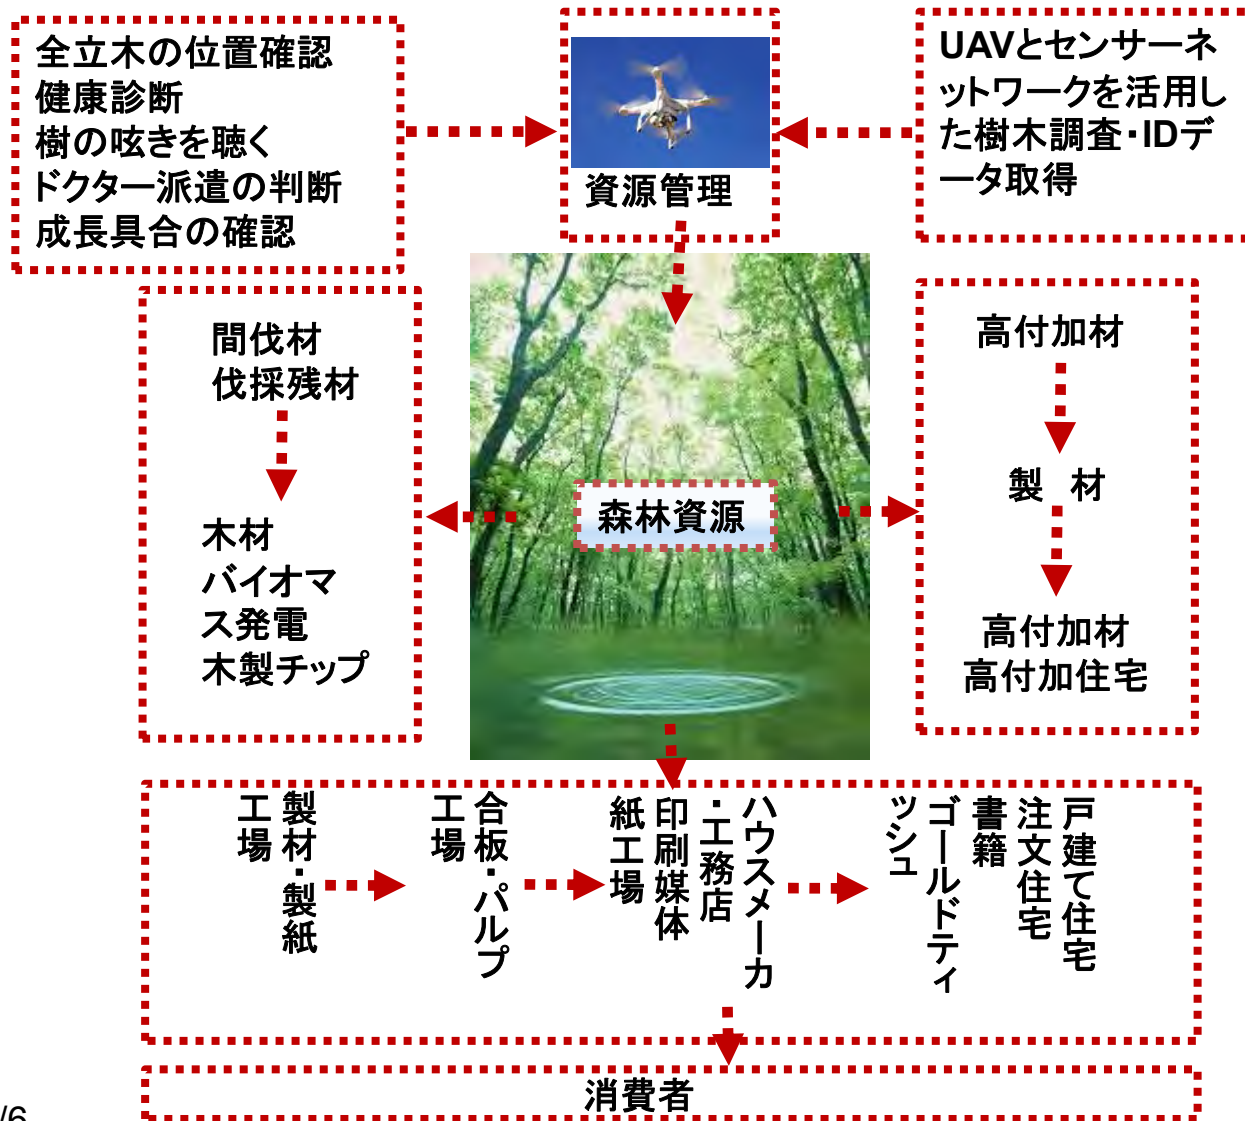 全立木の位置確認
健康診断
樹の呟きを聴く
ドクター派遣の判断
成長具合の確認
資源管理
UAVとセンサーネ
ットワークを活用し
た樹木調査・IDデ
ータ取得
間伐材
伐採残材
木材
バイオマ
ス発電
木製チップ
森林資源
高付加材
製 材
高付加材
高付加住宅
製材・製紙
工場
合板・パルプ
工場
ハウスメーカ
・工務店
印刷媒体
紙工場
戸建て住宅
注文住宅
書籍
ゴールドティ
ッシュ
消費者
/6